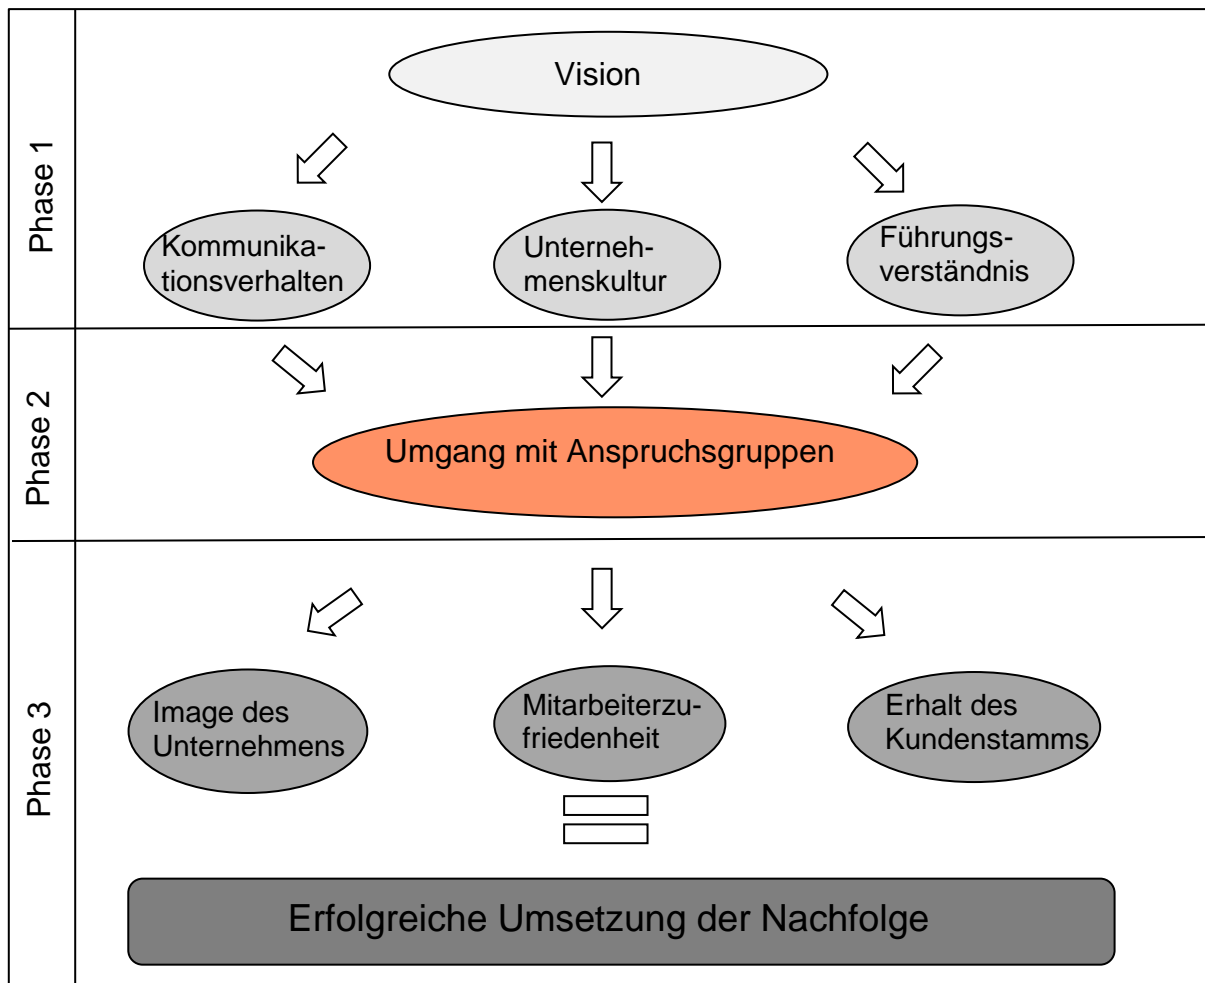 Phase 1
Vision
Kommunika-
tionsverhalten
Unterneh-
menskultur
Führungs-
verständnis
Phase 2
Umgang mit Anspruchsgruppen
Phase 3
Image des
Unternehmens
Mitarbeiterzu-
friedenheit
Erhalt des
Kundenstamms
Erfolgreiche Umsetzung der Nachfolge